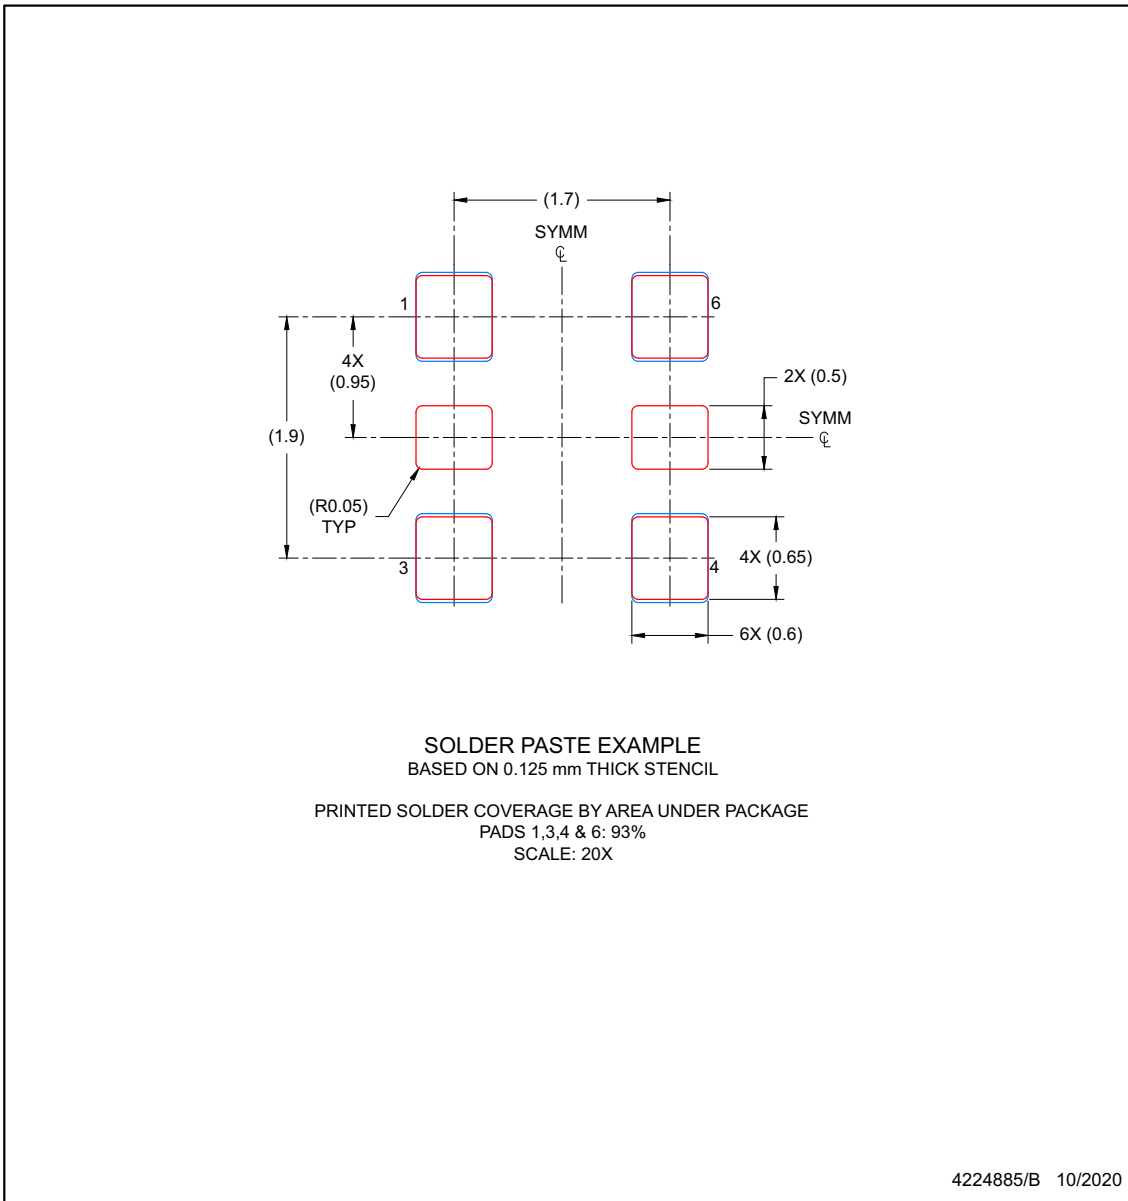 (1.7)
SYMM
℄
1
6
4X
(0.95)
2X (0.5)
SYMM
℄
(1.9)
(R0.05)
TYP
3
4
4X (0.65)
6X (0.6)
SOLDER PASTE EXAMPLE
BASED ON 0.125 mm THICK STENCIL
PRINTED SOLDER COVERAGE BY AREA UNDER PACKAGE
PADS 1,3,4 & 6: 93%
SCALE: 20X
4224885/B 10/2020